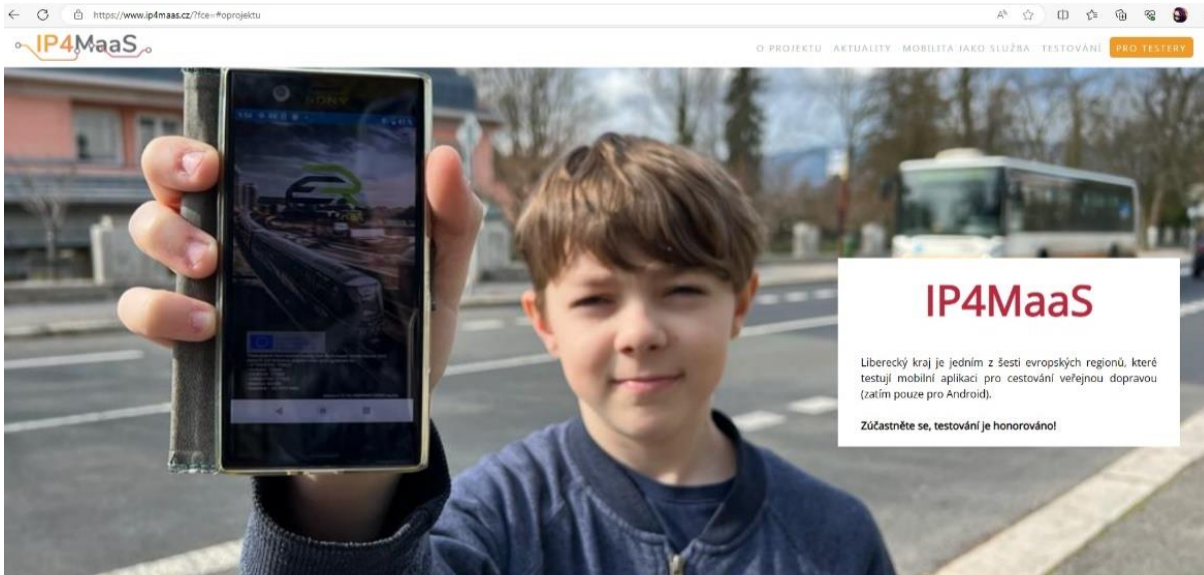 https://www.ip4maas.cz/?fce=#oprojektu
IP4MaaS
O PROJEKTU AKTUALITY MOBILITA JAKO SLUŽBA TESTOVÁNÍ PRO TESTERY
SONY
IP4MaaS
Liberecký kraj je jedním z šesti evropských regionů, které
testují mobilní aplikaci pro cestování veřejnou dopravou
(zatím pouze pro Android).
Zúčastněte se, testování je honorováno!